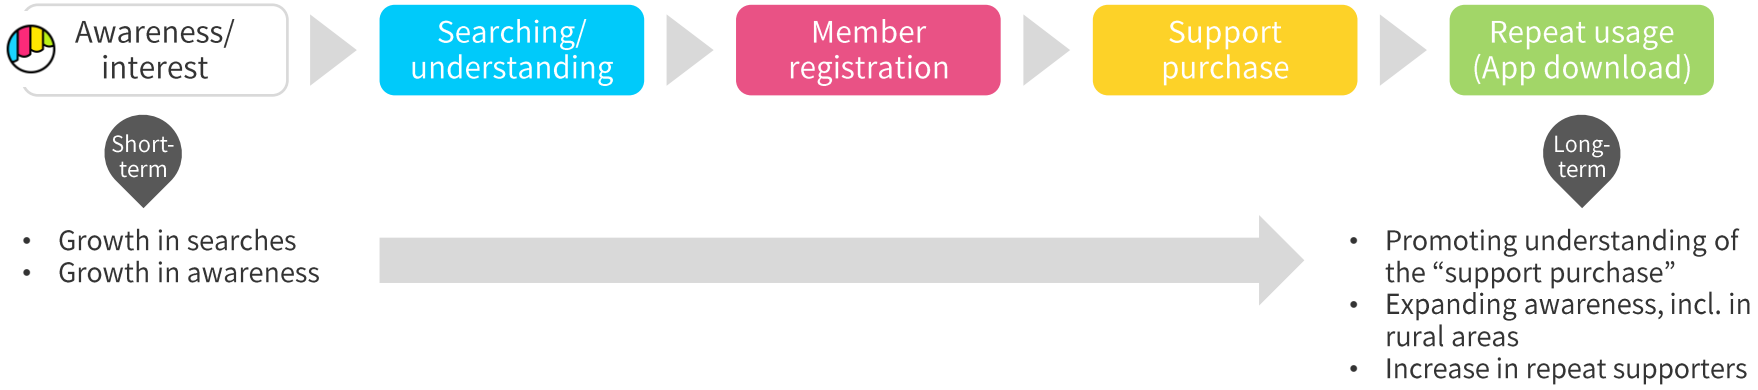 Awareness/
interest
Searching/
understanding
Member
registration
Support
purchase
Repeat usage
(App download)
Short-
term
Long-
term
• Growth in searches
• Growth in awareness
• Promoting understanding of
the “support purchase”
• Expanding awareness, incl. in
rural areas
• Increase in repeat supporters